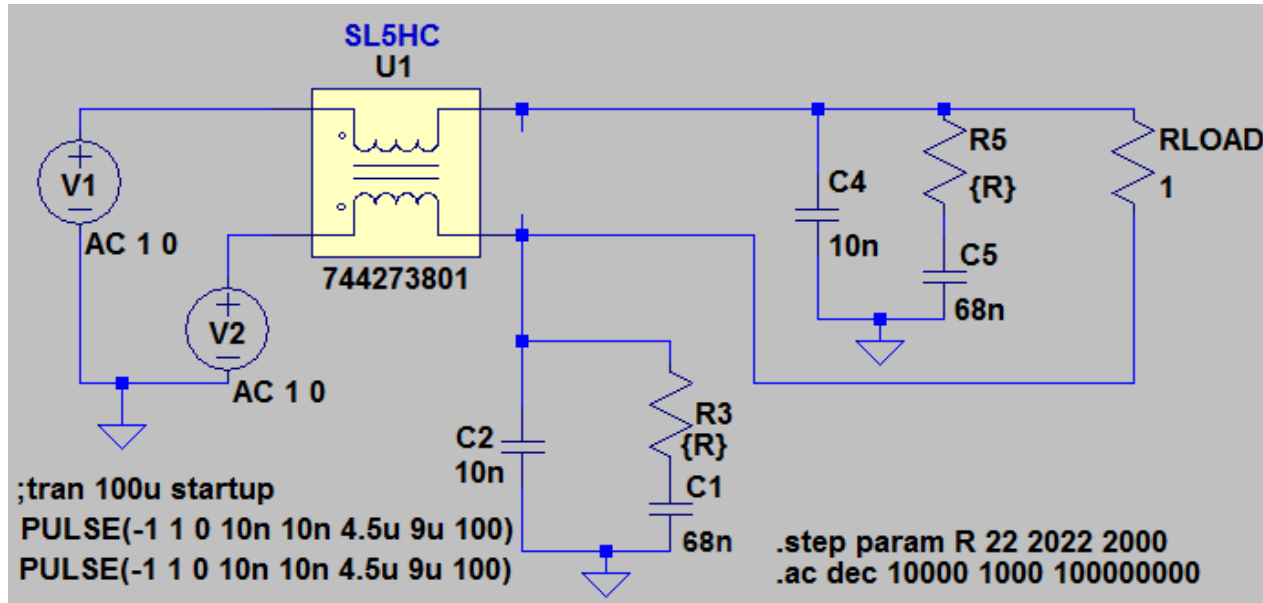 SL5HC
U1
V1
AC 1 0
V2
AC 1 0
744273801
C4
10n
R5
{R}
C5
68n
RLOAD
1
C2
10n
R3
{R}
C1
68n
;tran 100u startup
PULSE(-1 1 0 10n 10n 4.5u 9u 100)
PULSE(-1 1 0 10n 10n 4.5u 9u 100)
.step param R 22 2022 2000
.ac dec 10000 1000 100000000